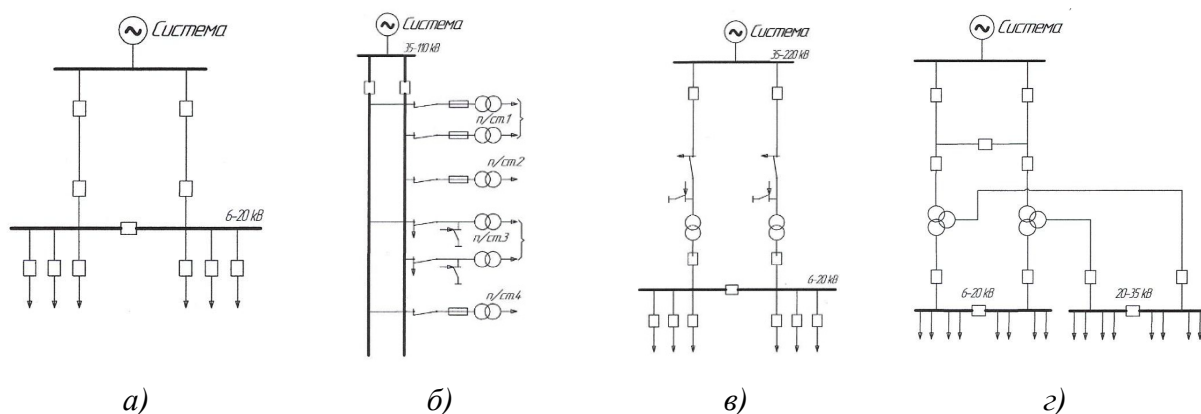 Система
6-20 kV
а)
Система
35-110 kV
п/ст.1
п/ст.2
п/ст.3
п/ст.4
б)
Система
35-220 kV
6-20 kV
в)
Система
6-20 kV
20-35 kV
г)